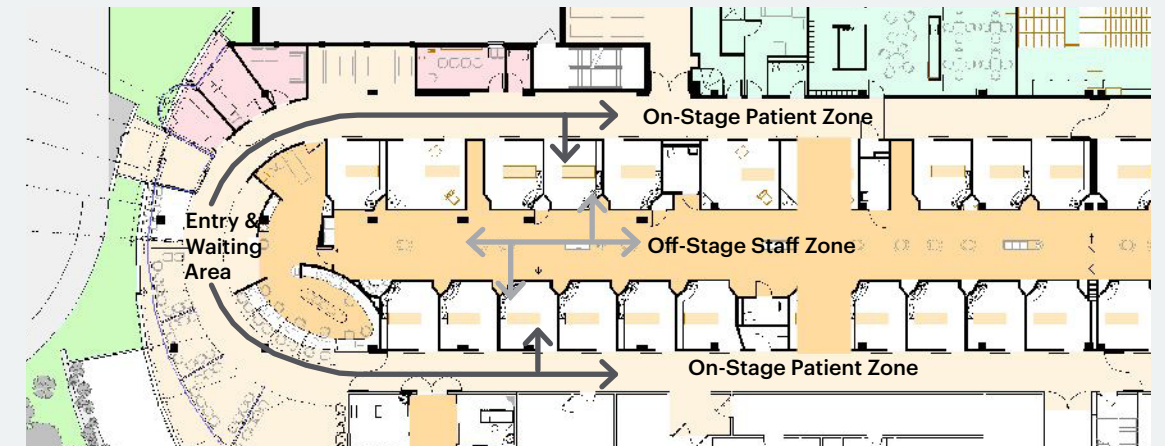 On-Stage Patient Zone
Entry &
Waiting
Area
Off-Stage Staff Zone
On-Stage Patient Zone